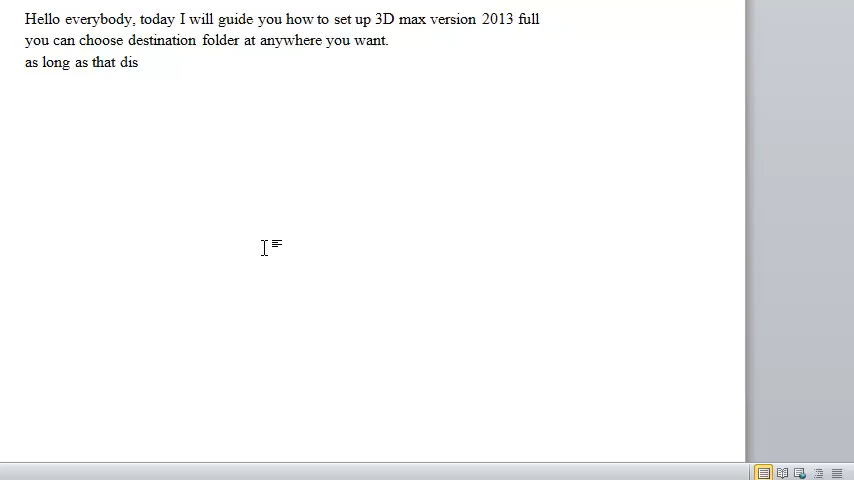 Hello everybody, today I will guide you how to set up 3D max version 2013 full
you can choose destination folder at anywhere you want.
as long as that dis